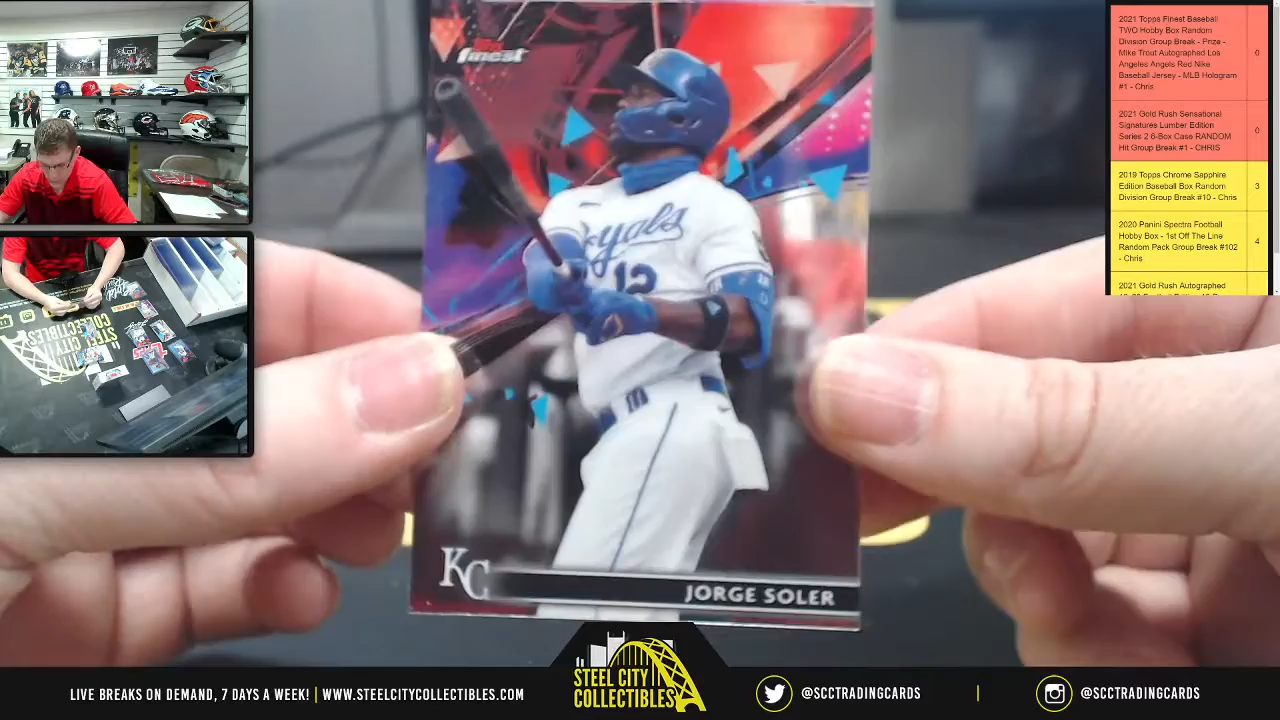 2021 Topps Finest Baseball
TWO Hobby Box Random
Division Group Break - Prize -
Mike Trout Autographed Los
Angeles Angels Red Nike
Baseball Jersey - MLB Hologram
#1 - Chris
0
2021 Gold Rush Sensational
Signatures Lumber Edition
Series 2 6-Box Case RANDOM
Hit Group Break #1 - CHRIS
0
2019 Topps Chrome Sapphire
Edition Baseball Box Random
Division Group Break #10 - Chris
3
2020 Panini Spectra Football
Hobby Box - 1st Off The Line
Random Pack Group Break #102
- Chris
4
2021 Gold Rush Autographed
finest
12
KC
JORGE SOLER
STEEL CITY
COLLECTIBLES
LIVE BREAKS ON DEMAND, 7 DAYS A WEEK! | WWW.STEELCITYCOLLECTIBLES.COM
STEEL CITY
COLLECTIBLES
@SCCTRADINGCARDS
|
@SCCTRADINGCARDS